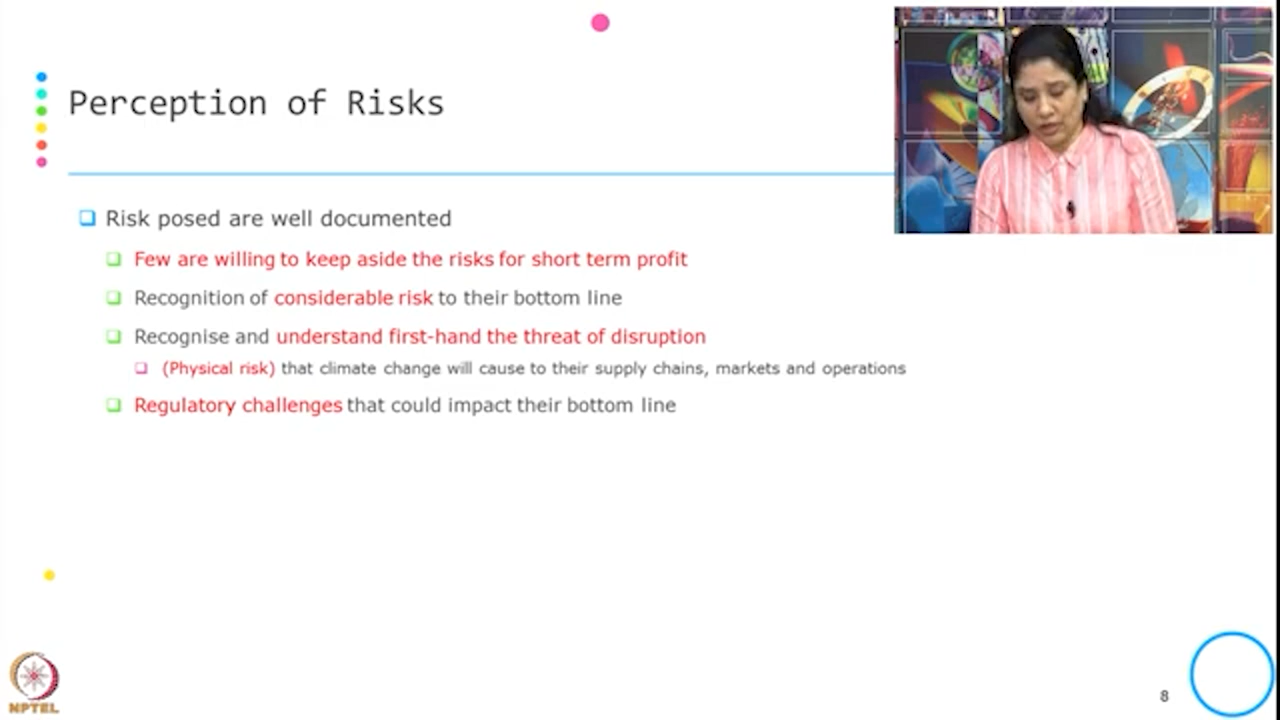 Perception of Risks
Risk posed are well documented
Few are willing to keep aside the risks for short term profit
Recognition of considerable risk to their bottom line
Recognise and understand first-hand the threat of disruption
(Physical risk) that climate change will cause to their supply chains, markets and operations
Regulatory challenges that could impact their bottom line
NPTEL
8